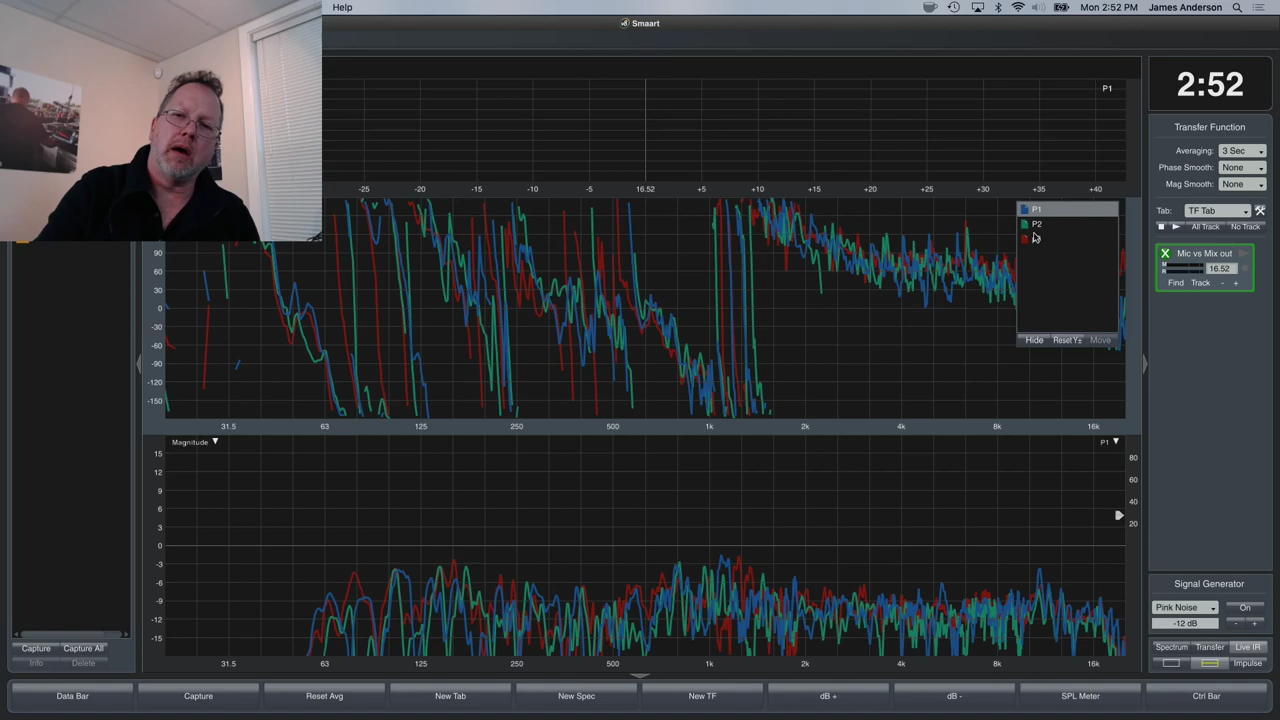 Help
Mon 2:52 PM James Anderson
Smaart
P1
2:52
Transfer Function
Averaging: 3 Sec
Phase Smooth: None
Mag Smooth: None
Tab: TF Tab
All Track No Track
X Mic vs Mix out
M
R
16.52
Find Track - +
-25 -20 -15 -10 -5 16.52 +5 +10 +15 +20 +25 +30 +35 +40
P1
P2
Hide Reset Y± Move
90
60
30
0
-30
-60
-90
-120
-150
31.5 63 125 250 500 1k 2k 4k 8k 16k
Magnitude P1
15
12
9
6
3
0
-3
-6
-9
-12
-15
80
60
40
20
31.5 63 125 250 500 1k 2k 4k 8k 16k
Capture Capture All
Info Delete
Signal Generator
Pink Noise On
-12 dB - +
Spectrum Transfer Live IR
Impulse
Data Bar Capture Reset Avg New Tab New Spec New TF dB + dB - SPL Meter Ctrl Bar